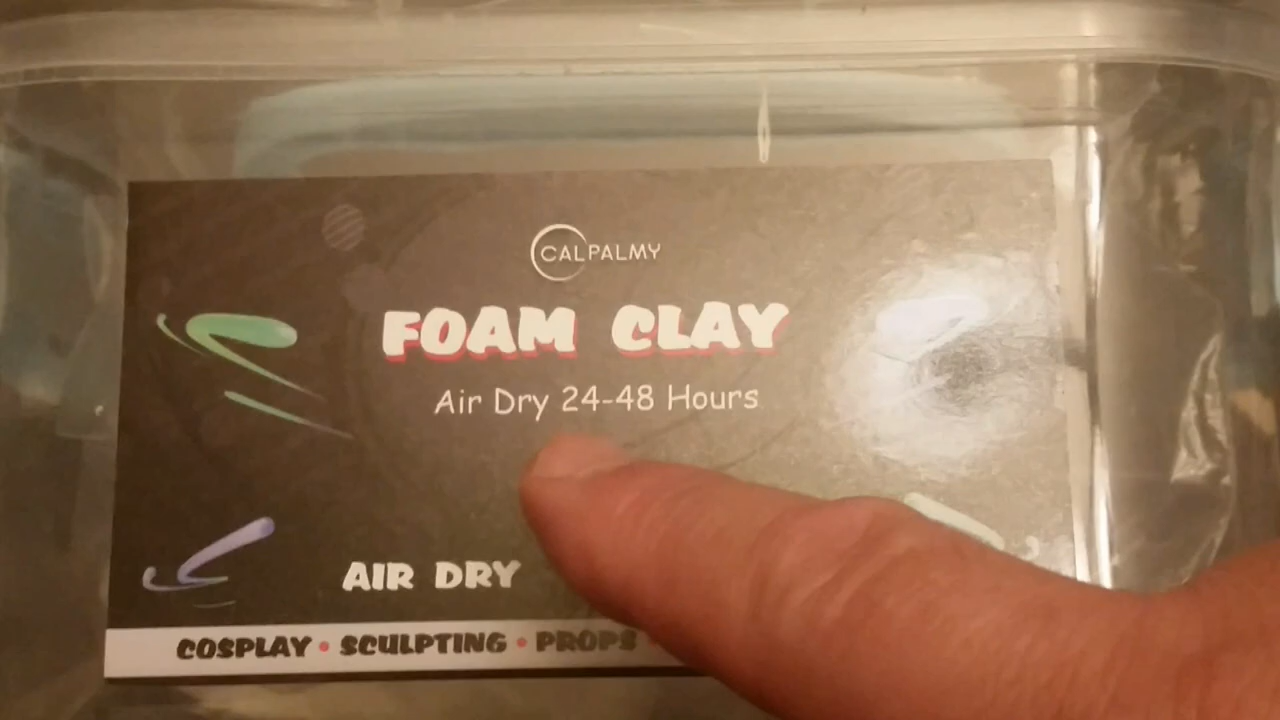 CALPALMY
FOAM CLAY
Air Dry 24-48 Hours
AIR DRY
COSPLAY • SCULPTING • PROPS